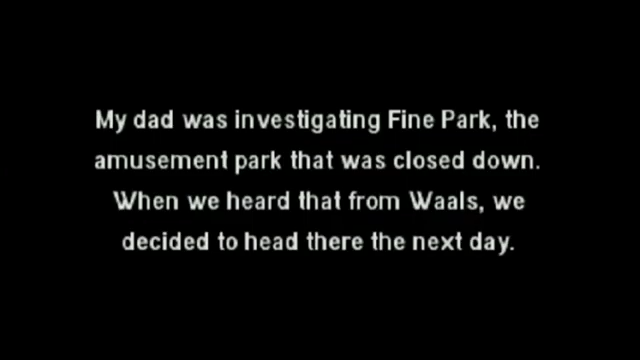 My dad was investigating Fine Park, the
amusement park that was closed down.
When we heard that from Waals, we
decided to head there the next day.